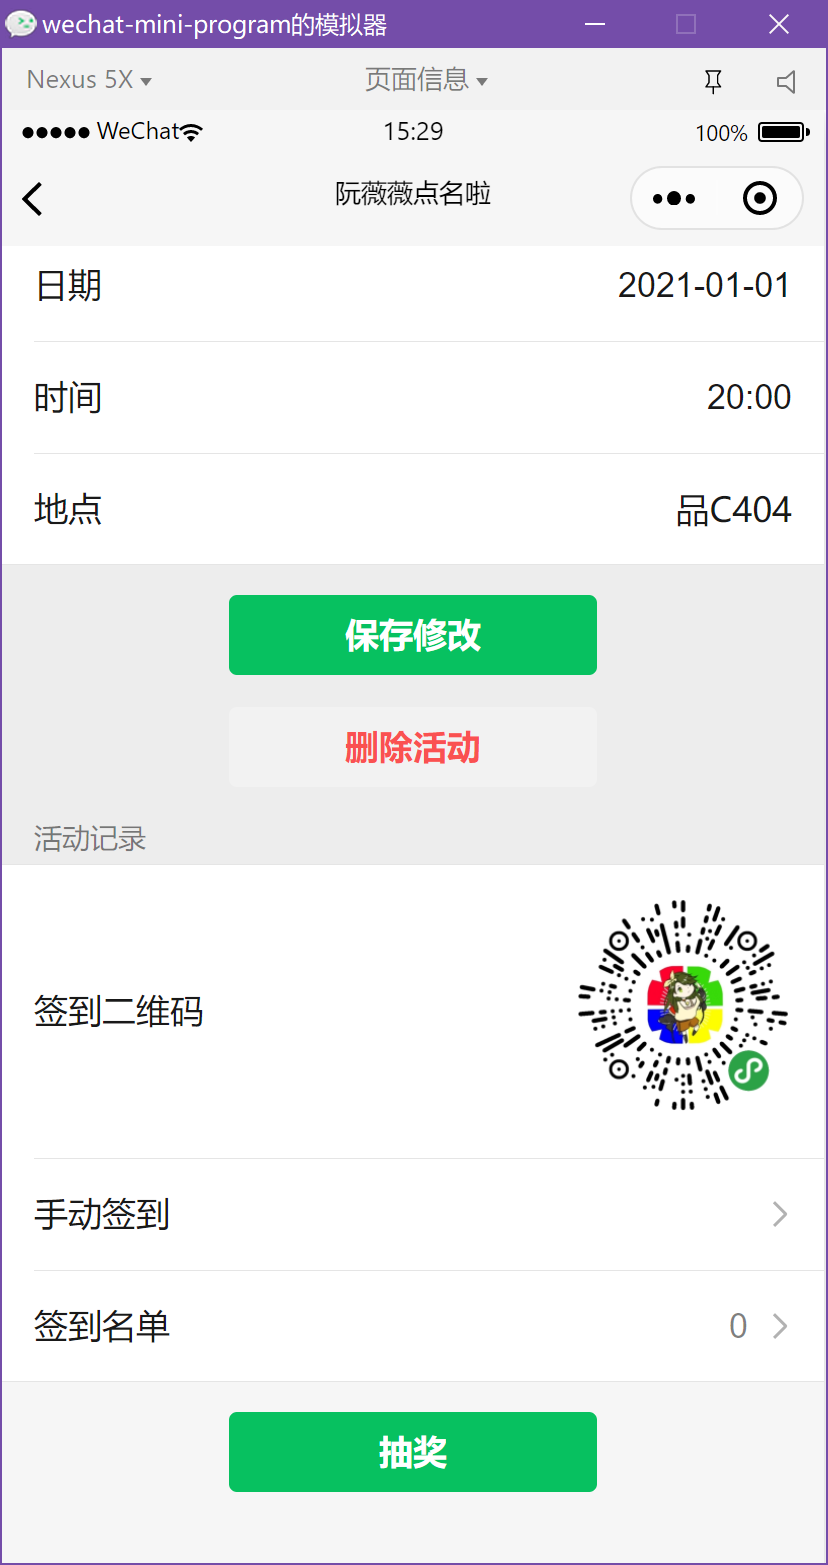 wechat-mini-program的模拟器
Nexus 5X 页面信息
WeChat 15:29 100%
阮薇薇点名啦
日期 2021-01-01
时间 20:00
地点 品C404
保存修改
删除活动
活动记录
签到二维码
手动签到
签到名单 0
抽奖